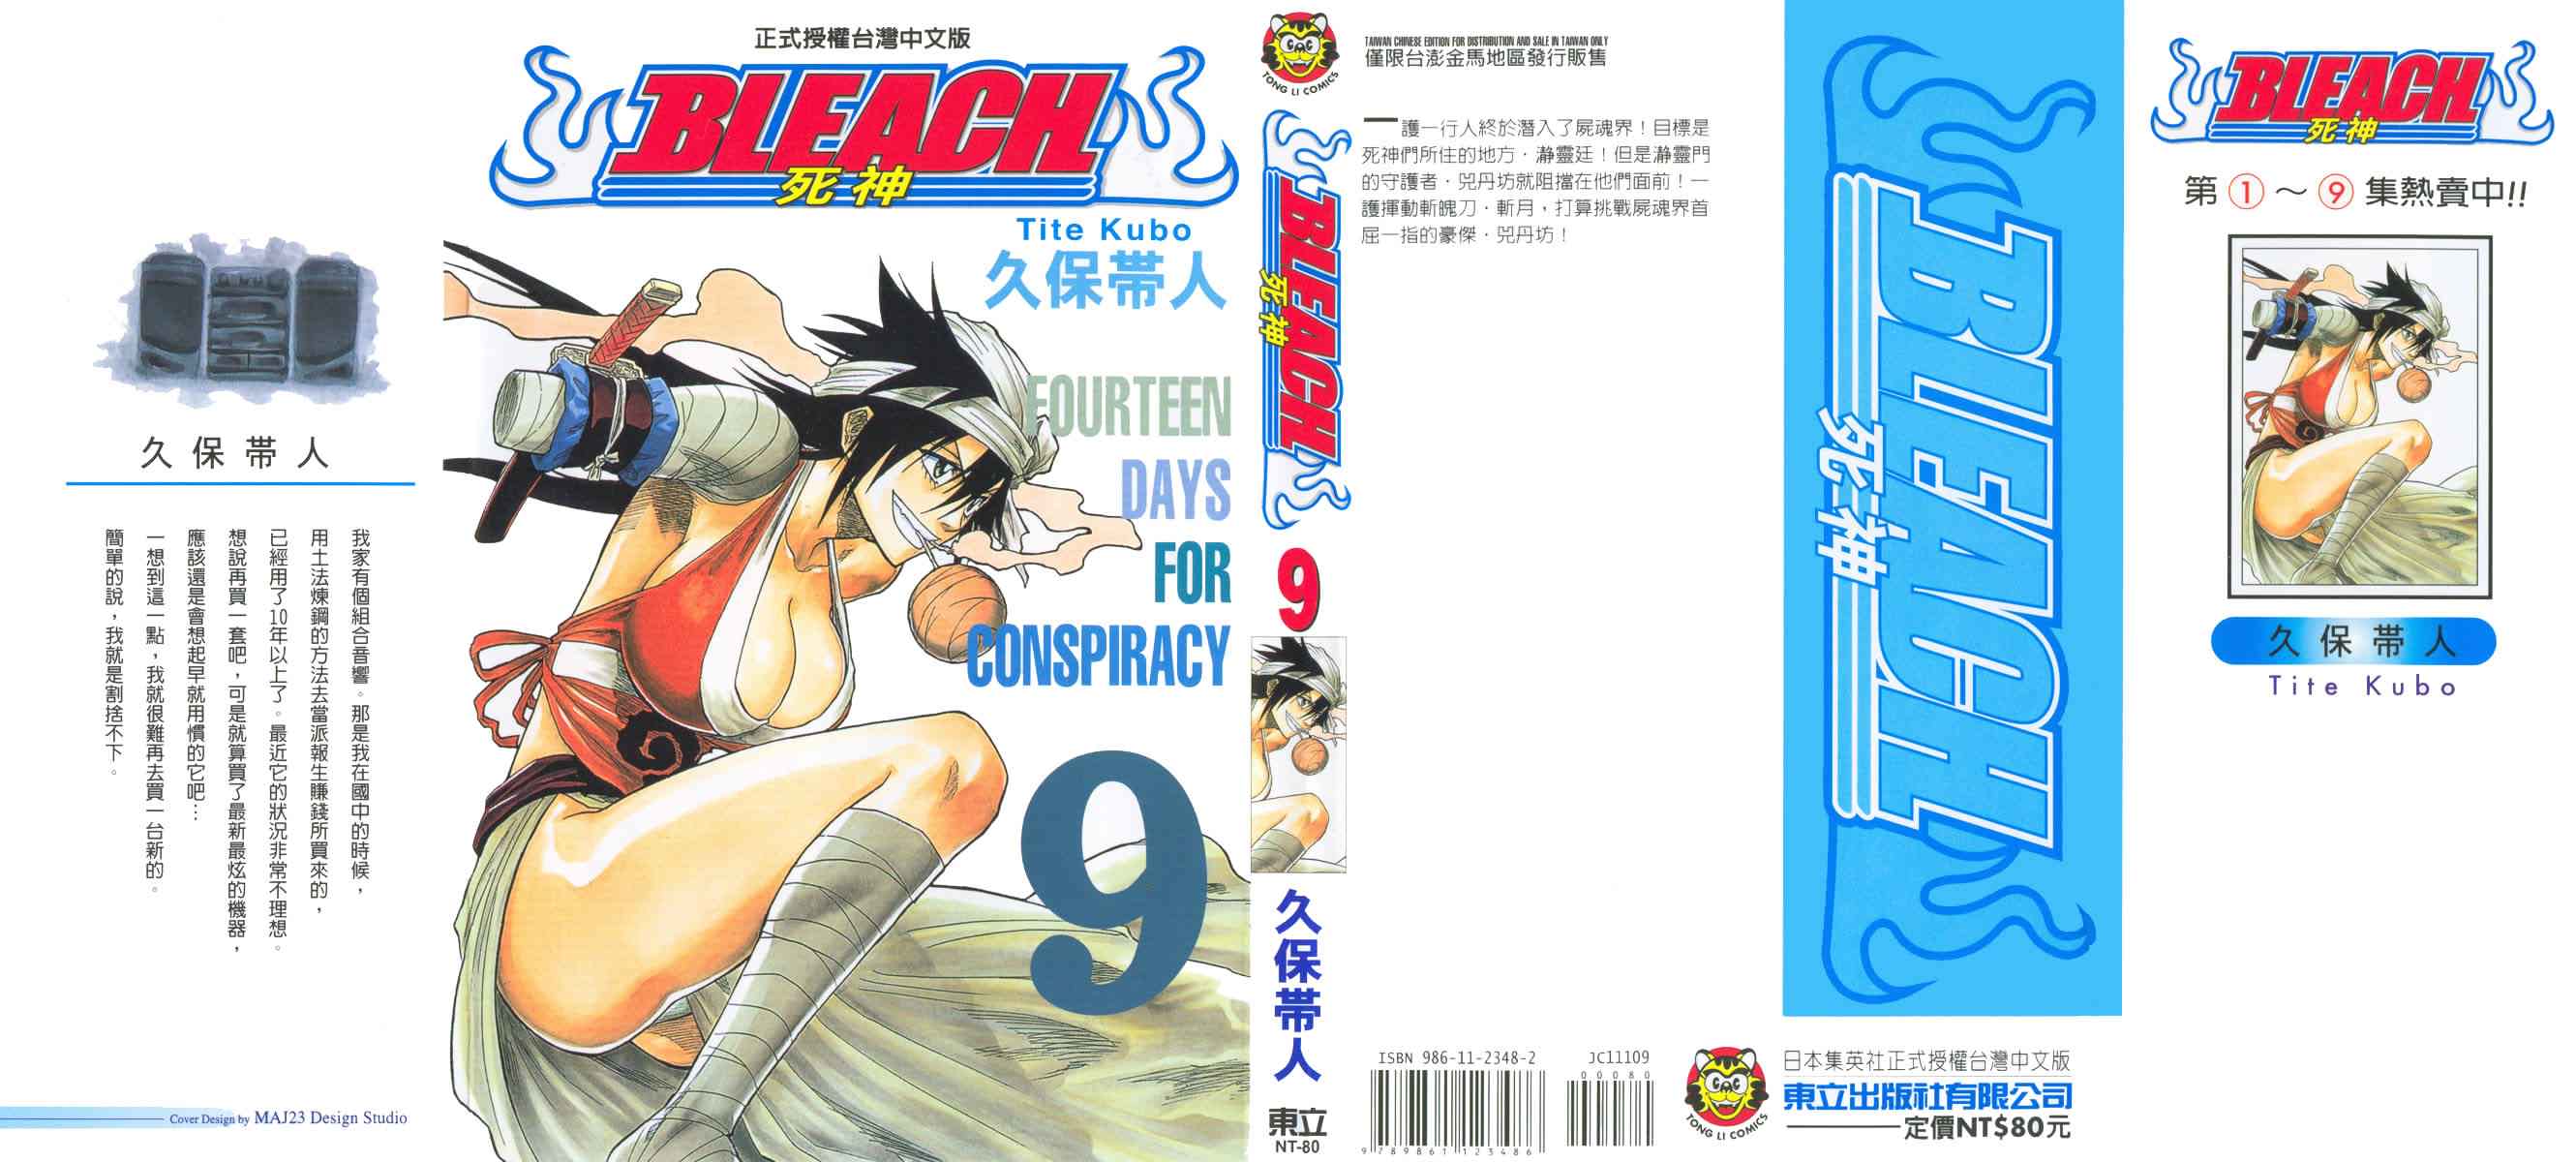 久保帯人
我家有個組合音響。那是我在國中的時候，
用土法煉鋼的方法去當派報生賺錢所買來的，
已經用了10年以上了。最近它的狀況非常不理想。
想說再買一套吧，可是就算買了最新最炫的機器，
應該還是會想起早就用慣的它吧…
一想到這一點，我就很難再去買一台新的。
簡單的說，我就是割捨不下。
Cover Design by MAJ23 Design Studio
正式授權台灣中文版
BLEACH
死神
Tite Kubo
久保帯人
FOURTEEN
DAYS
FOR
CONSPIRACY
9
TONG LI COMICS
BLEACH
死神
9
久保帯人
東立
NT-80
TAIWAN CHINESE EDITION FOR DISTRIBUTION AND SALE IN TAIWAN ONLY
僅限台澎金馬地區發行販售
一護一行人終於潛入了屍魂界！目標是
死神們所住的地方・瀞靈廷！但是瀞靈門
的守護者・兕丹坊就阻擋在他們面前！一
護揮動斬魄刀・斬月，打算挑戰屍魂界首
屈一指的豪傑・兕丹坊！
ISBN 986-11-2348-2
9789861123486
JC11109
00080
TONG LI COMICS
日本集英社正式授權台灣中文版
東立出版社有限公司
定價NT$80元
BLEACH
死神
BLEACH
死神
第①～⑨集熱賣中!!
久保帯人
Tite Kubo